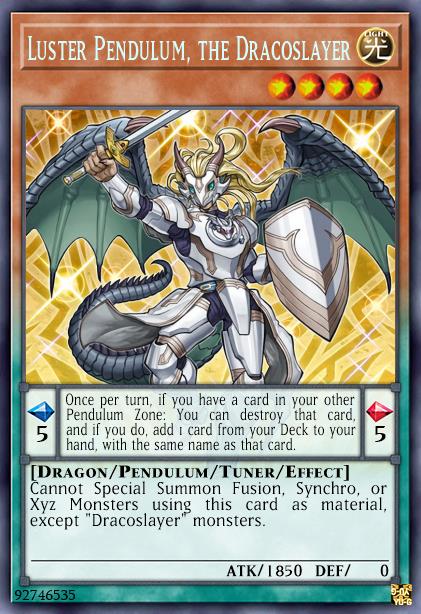 LUSTER PENDULUM, THE DRACOSLAYER
LIGHT
光
Once per turn, if you have a card in your other
Pendulum Zone: You can destroy that card,
and if you do, add 1 card from your Deck to your
hand, with the same name as that card.
5
5
[DRAGON/PENDULUM/TUNER/EFFECT]
Cannot Special Summon Fusion, Synchro, or
Xyz Monsters using this card as material,
except "Dracoslayer" monsters.
ATK/1850 DEF/ 0
92746535